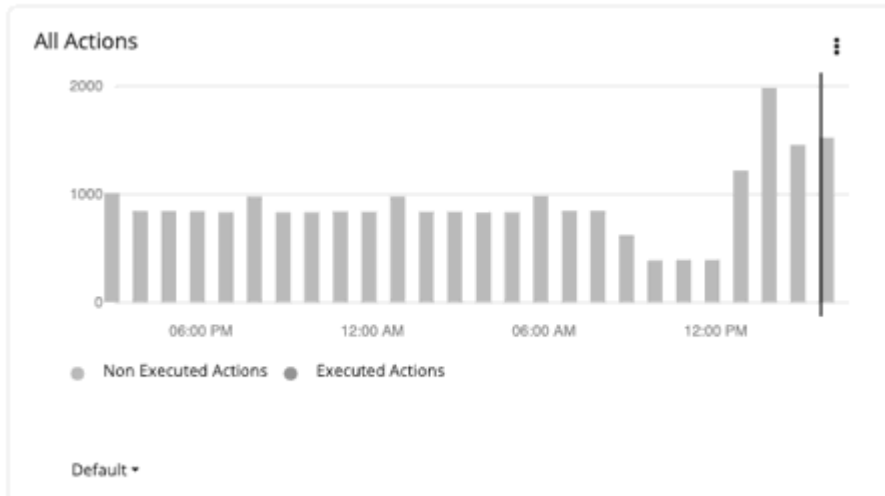 All Actions
2000
1000
0
06:00 PM 12:00 AM 06:00 AM 12:00 PM
Non Executed Actions Executed Actions
Default